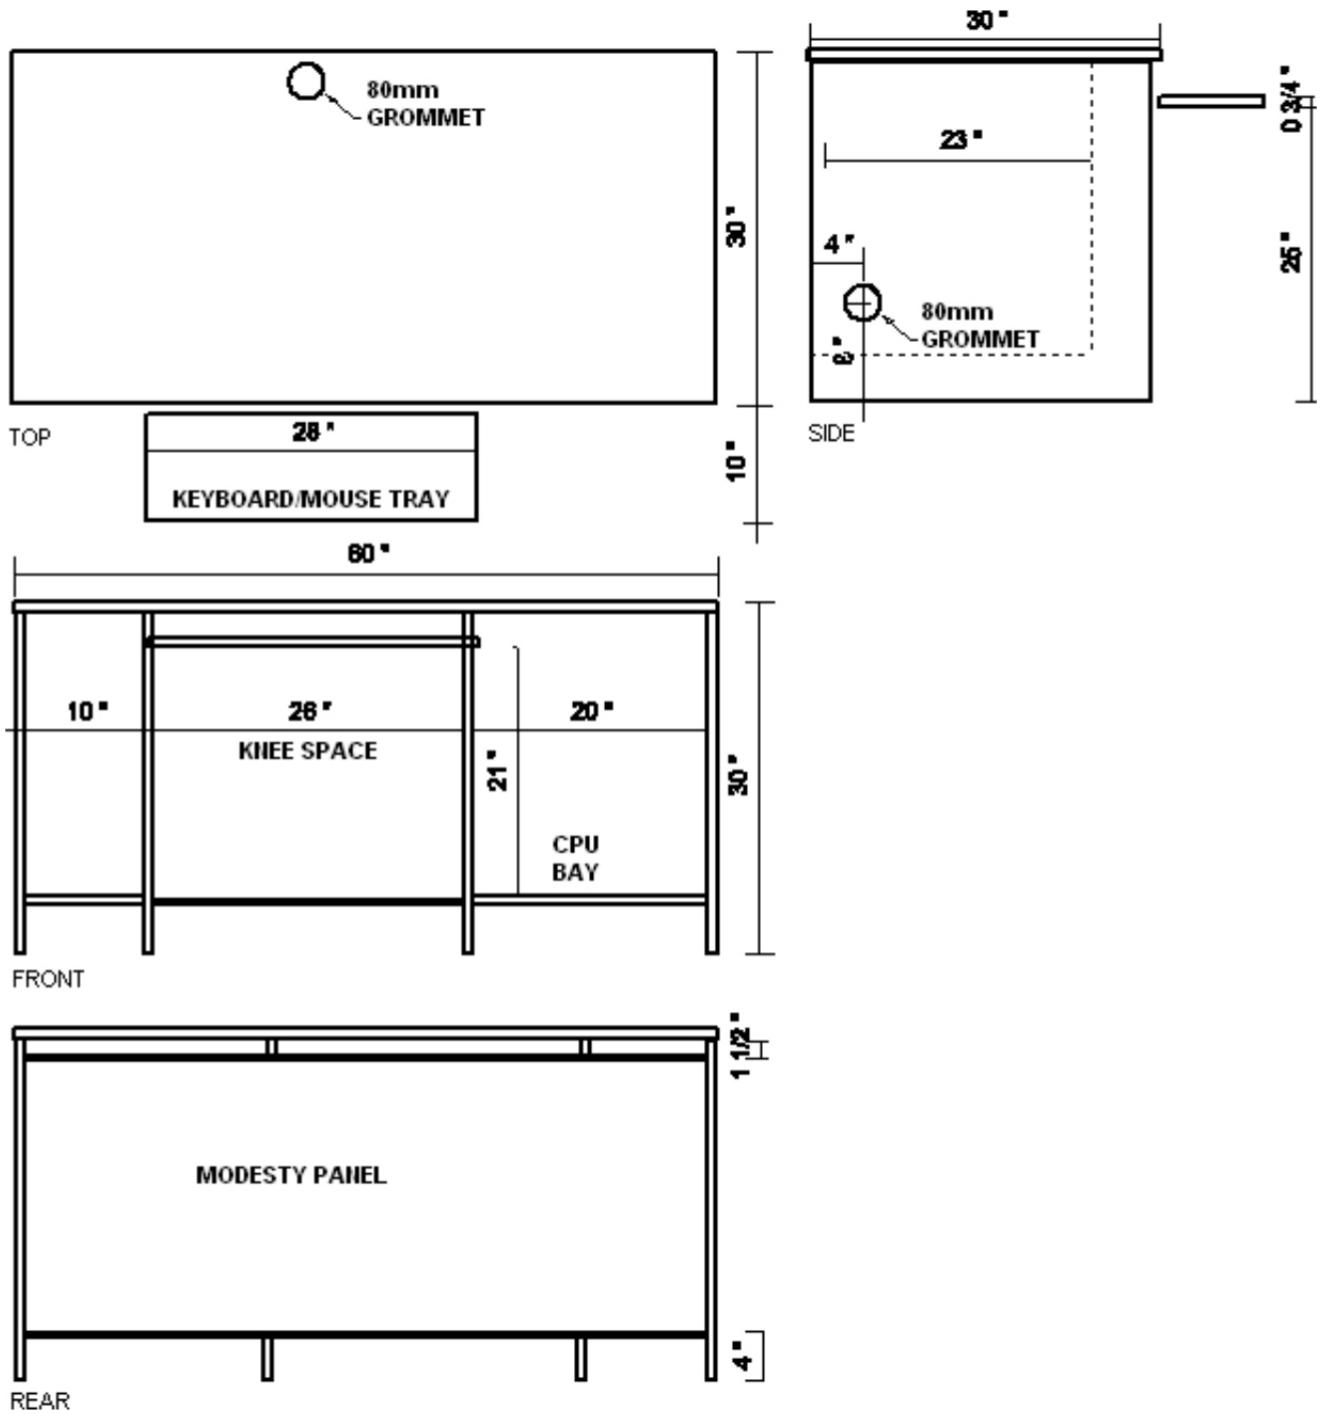 80mm
GROMMET
30 "
TOP
28 "
KEYBOARD/MOUSE TRAY
10 "
30 "
0 3/4 "
23 "
4 "
25 "
80mm
GROMMET
SIDE
60 "
10 "
26 "
20 "
KNEE SPACE
21 "
30 "
CPU
BAY
FRONT
1 1/2 "
MODESTY PANEL
4 "
REAR